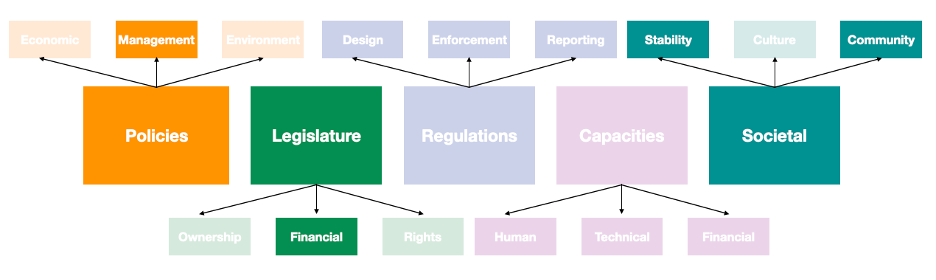 Economic
Management
Environment
Design
Enforcement
Reporting
Stability
Culture
Community
Policies
Legislature
Regulations
Capacities
Societal
Ownership
Financial
Rights
Human
Technical
Financial